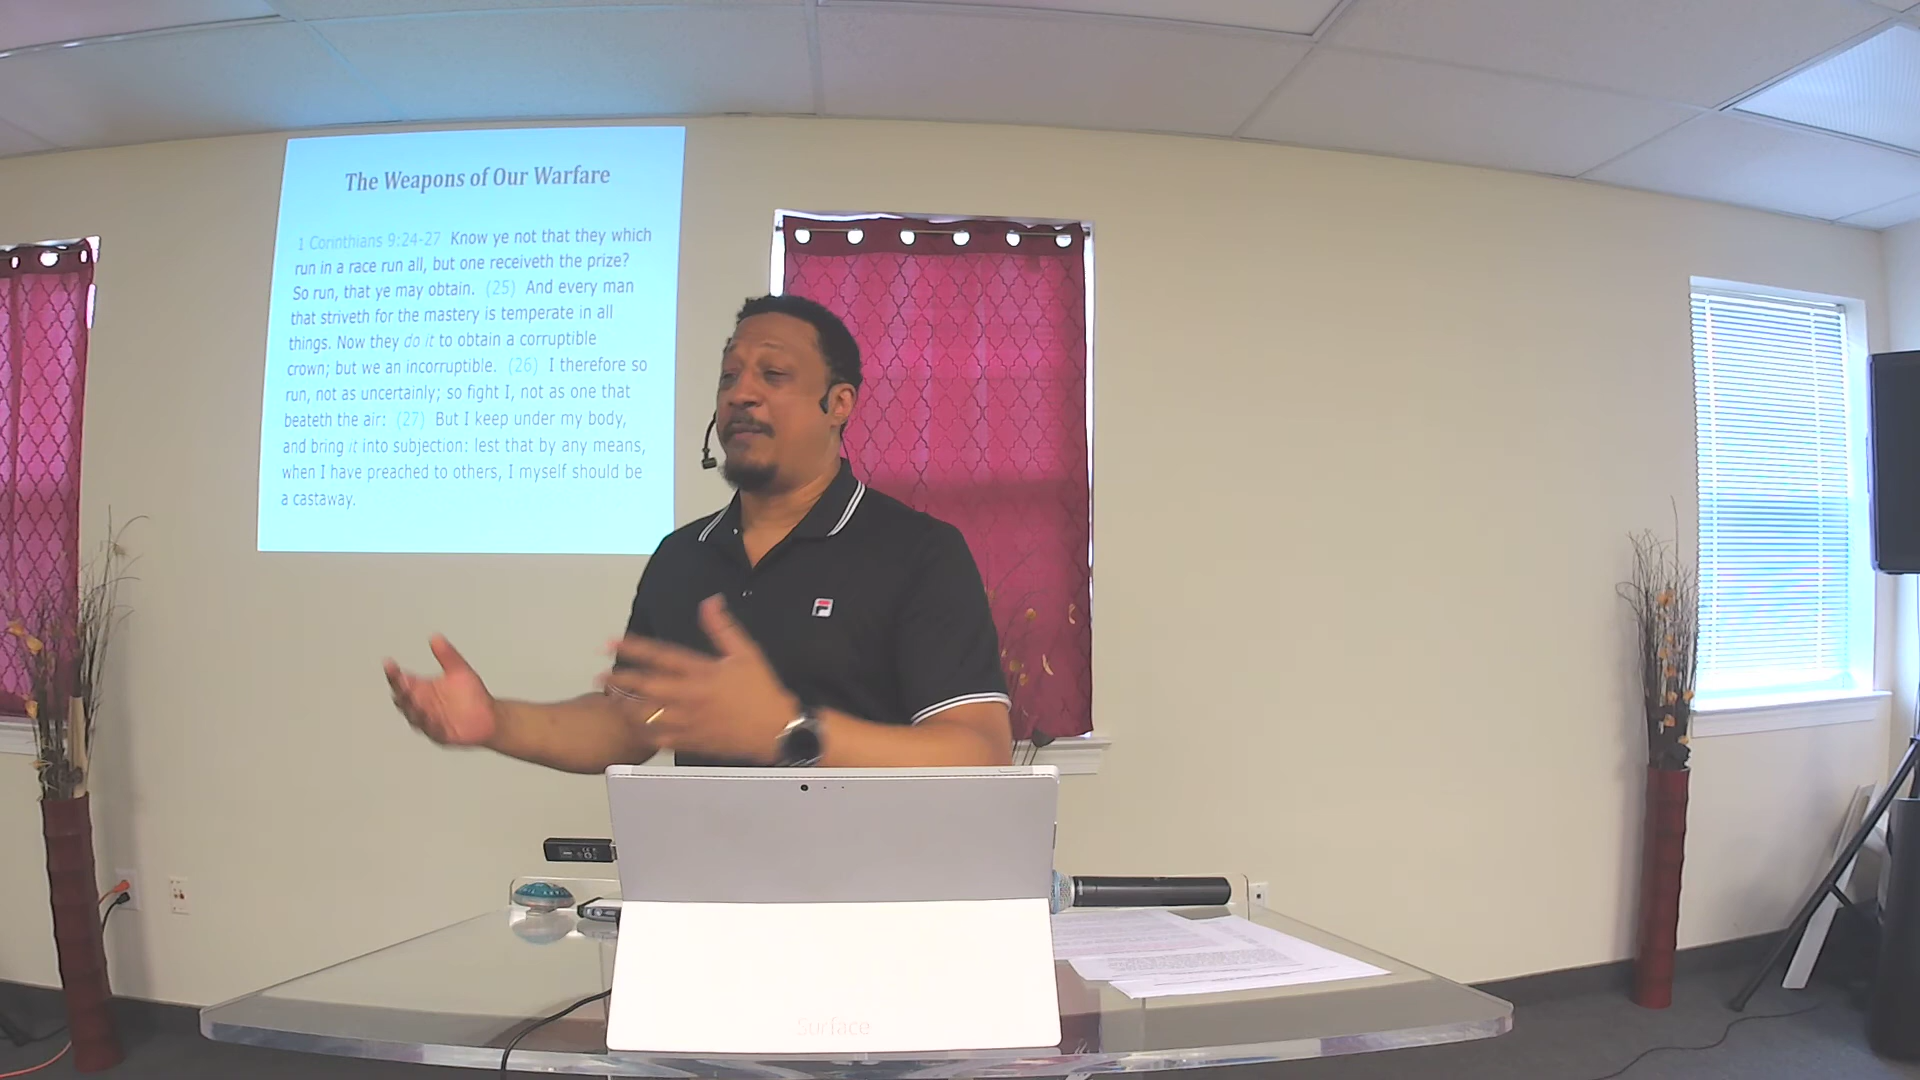 The Weapons of Our Warfare
1 Corinthians 9:24-27 Know ye not that they which
run in a race run all, but one receiveth the prize?
So run, that ye may obtain. (25) And every man
that striveth for the mastery is temperate in all
things. Now they do it to obtain a corruptible
crown; but we an incorruptible. (26) I therefore so
run, not as uncertainly; so fight I, not as one that
beateth the air: (27) But I keep under my body,
and bring it into subjection: lest that by any means,
when I have preached to others, I myself should be
a castaway.
Surface